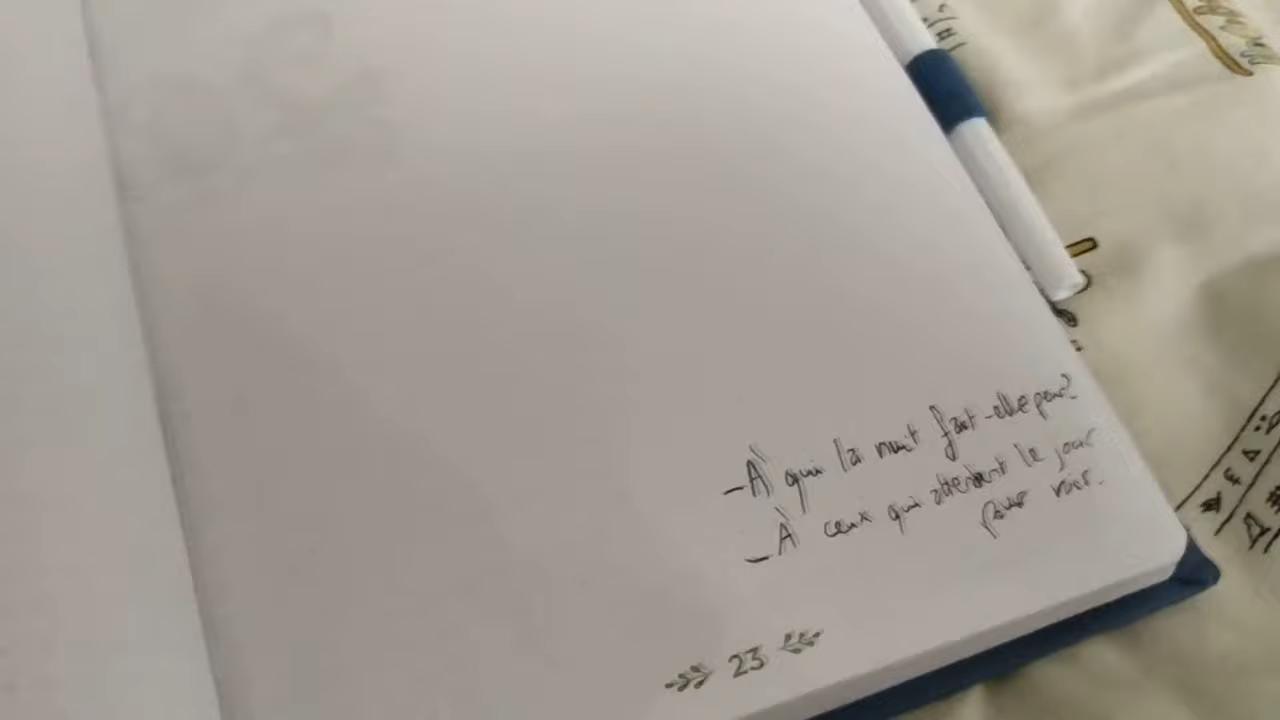 – À qui la nuit fait-elle peur?
– À ceux qui attendent le jour
pour voir.
23